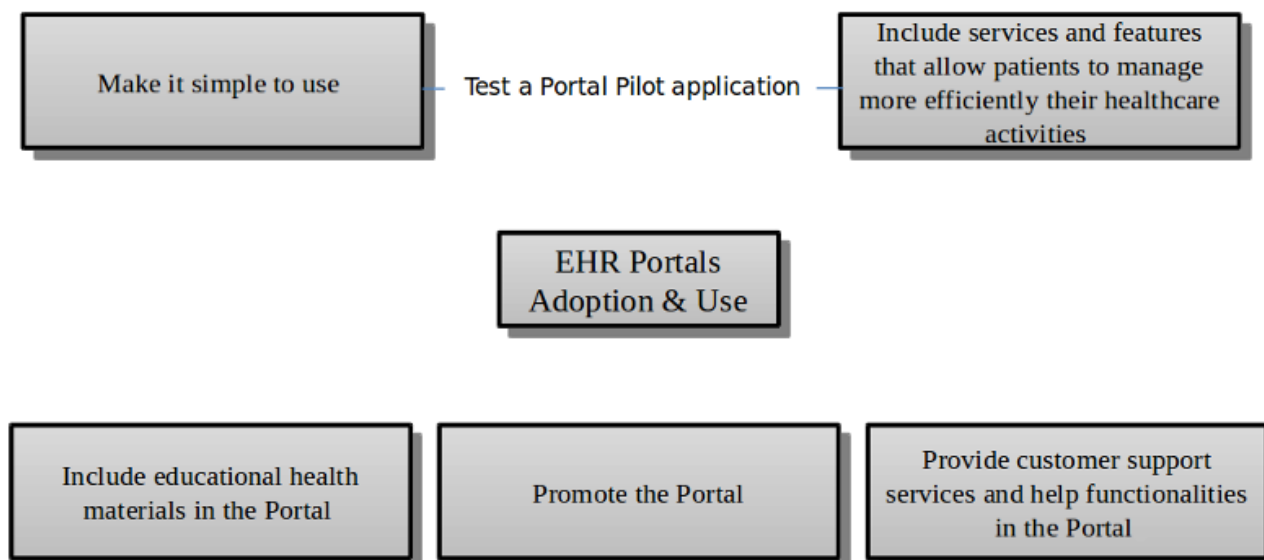 Make it simple to use
Test a Portal Pilot application
Include services and features
that allow patients to manage
more efficiently their healthcare
activities
EHR Portals
Adoption & Use
Include educational health
materials in the Portal
Promote the Portal
Provide customer support
services and help functionalities
in the Portal